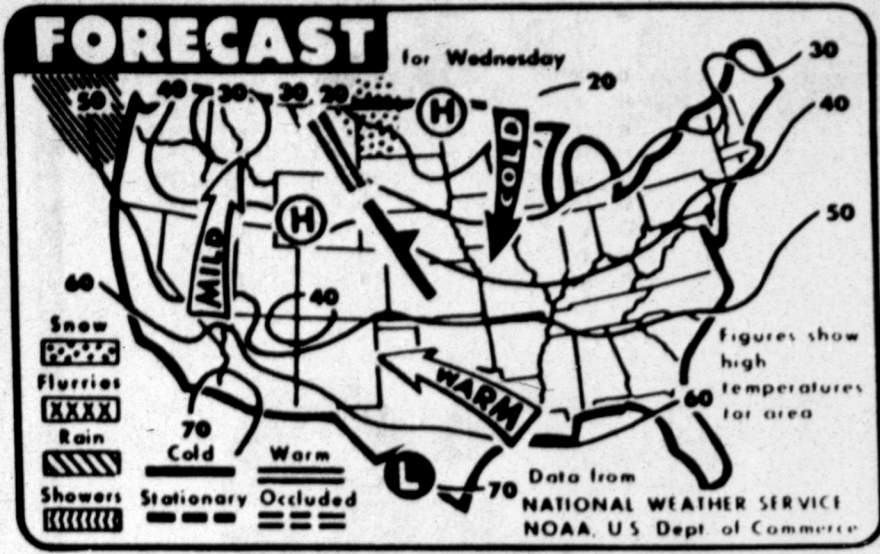 FORECAST
for Wednesday
50 40 30 30 20
H
COLD
20
30
40
50
H
MILD
60
40
Snow
Flurries
XXXX
Rain
Showers
70
Cold
Warm
Stationary
Occluded
WARM
L
70
60
Figures show
high
temperatures
for area
Data from
NATIONAL WEATHER SERVICE
NOAA, US Dept. of Commerce